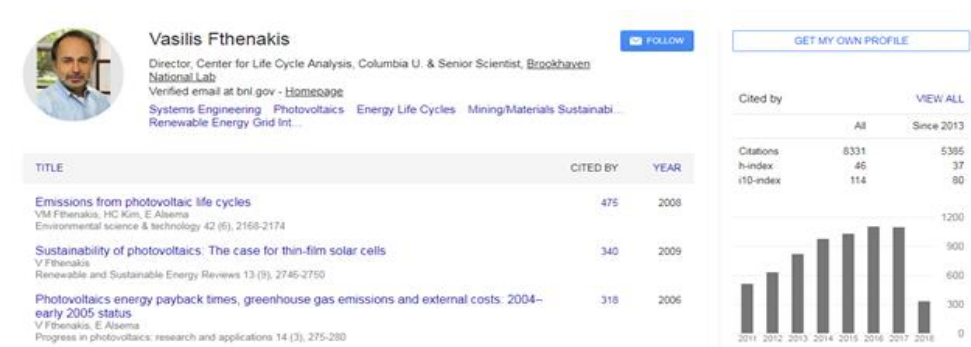 Vasilis Fthenakis
FOLLOW
Director, Center for Life Cycle Analysis, Columbia U. & Senior Scientist, Brookhaven
National Lab
Verified email at bnl.gov - Homepage
Systems Engineering Photovoltaics Energy Life Cycles Mining/Materials Sustainabi...
Renewable Energy Grid Int...
TITLE CITED BY YEAR
Emissions from photovoltaic life cycles 475 2008
VM Fthenakis, HC Kim, E Alsema
Environmental science & technology 42 (6), 2168-2174
Sustainability of photovoltaics: The case for thin-film solar cells 340 2009
V Fthenakis
Renewable and Sustainable Energy Reviews 13 (9), 2746-2750
Photovoltaics energy payback times, greenhouse gas emissions and external costs: 2004–
early 2005 status 318 2006
V Fthenakis, E Alsema
Progress in photovoltaics: research and applications 14 (3), 275-280
GET MY OWN PROFILE
Cited by VIEW ALL
All Since 2013
Citations 8331 5385
h-index 46 37
i10-index 114 80
1200
900
600
300
0
2011 2012 2013 2014 2015 2016 2017 2018